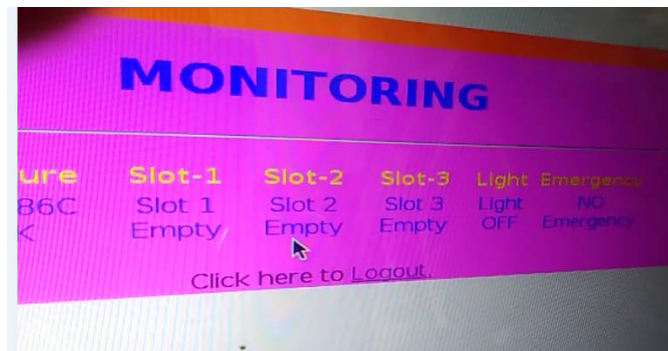 MONITORING
ure Slot-1 Slot-2 Slot-3 Light Emergency
86C Slot 1 Slot 2 Slot 3 Light NO
K Empty Empty Empty OFF Emergency
Click here to Logout.